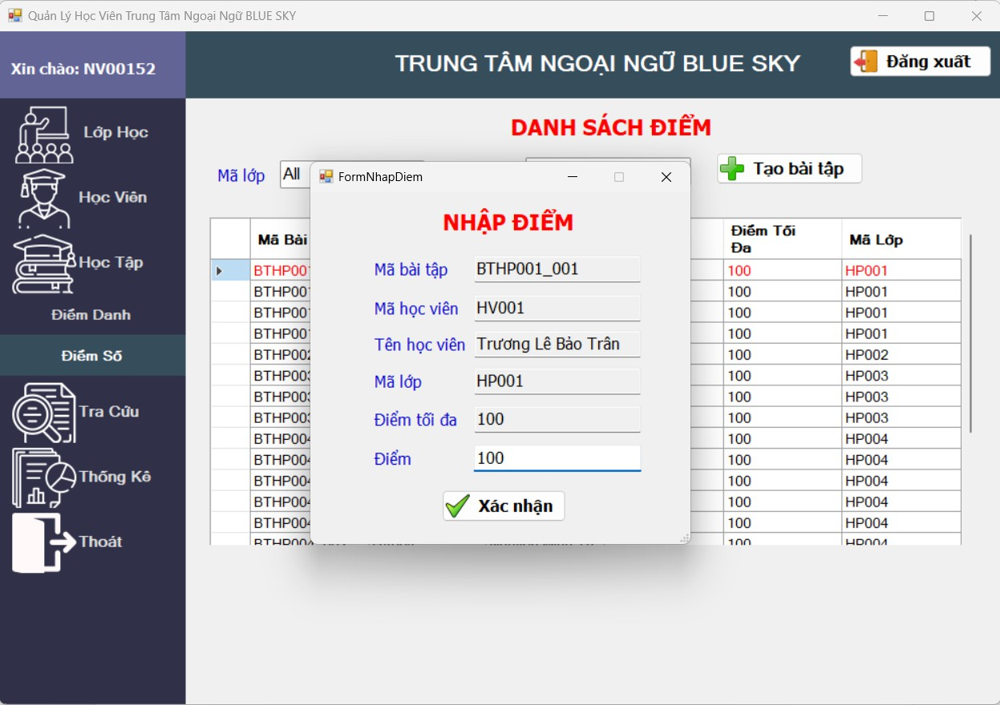 Quản Lý Học Viên Trung Tâm Ngoại Ngữ BLUE SKY
Xin chào: NV00152
TRUNG TÂM NGOẠI NGỮ BLUE SKY
Đăng xuất
Lớp Học
Học Viên
Học Tập
Điểm Danh
Điểm Số
Tra Cứu
Thống Kê
Thoát
DANH SÁCH ĐIỂM
Mã lớp All
Tạo bài tập
Mã Bài
Điểm Tối
Đa
Mã Lớp
BTHP001 100 HP001
BTHP001 100 HP001
BTHP001 100 HP001
BTHP001 100 HP001
BTHP002 100 HP002
BTHP003 100 HP003
BTHP003 100 HP003
BTHP003 100 HP003
BTHP004 100 HP004
BTHP004 100 HP004
BTHP004 100 HP004
BTHP004 100 HP004
BTHP004 100 HP004
BTHP004 100 HP004
FormNhapDiem
NHẬP ĐIỂM
Mã bài tập BTHP001_001
Mã học viên HV001
Tên học viên Trương Lê Bảo Trân
Mã lớp HP001
Điểm tối đa 100
Điểm 100
Xác nhận